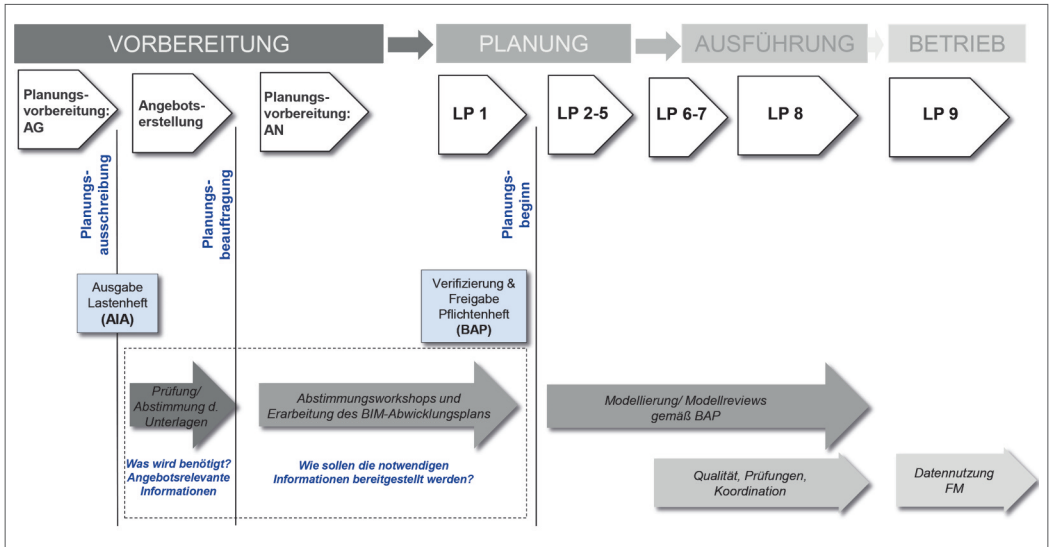 VORBEREITUNG
PLANUNG
AUSFÜHRUNG
BETRIEB
Planungs-
vorbereitung:
AG
Angebots-
erstellung
Planungs-
vorbereitung:
AN
LP 1
LP 2-5
LP 6-7
LP 8
LP 9
Planungs-
ausschreibung
Planungs-
beauftragung
Planungs-
beginn
Ausgabe
Lastenheft
(AIA)
Verifizierung &
Freigabe
Pflichtenheft
(BAP)
Prüfung/
Abstimmung d.
Unterlagen
Abstimmungsworkshops und
Erarbeitung des BIM-Abwicklungsplans
Modellierung/ Modellreviews
gemäß BAP
Was wird benötigt?
Angebotsrelevante
Informationen
Wie sollen die notwendigen
Informationen bereitgestellt werden?
Qualität, Prüfungen,
Koordination
Datennutzung
FM